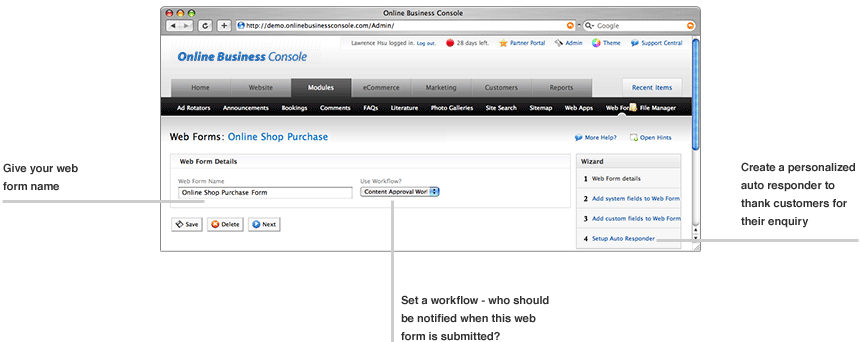 Online Business Console
http://demo.onlinebusinessconsole.com/Admin/
Google
Lawrence Hsu logged in. Log out.
28 days left.
Partner Portal
Admin
Theme
Support Central
Online Business Console
Home
Website
Modules
eCommerce
Marketing
Customers
Reports
Recent Items
Ad Rotators
Announcements
Bookings
Comments
FAQs
Literature
Photo Galleries
Site Search
Sitemap
Web Apps
Web For
File Manager
Web Forms: Online Shop Purchase
More Help?
Open Hints
Web Form Details
Web Form Name
Use Workflow?
Online Shop Purchase Form
Content Approval Wor
Save
Delete
Next
Wizard
1 Web Form details
2 Add system fields to Web Form
3 Add custom fields to Web Form
4 Setup Auto Responder
Give your web
form name
Create a personalized
auto responder to
thank customers for
their enquiry
Set a workflow - who should
be notified when this web
form is submitted?